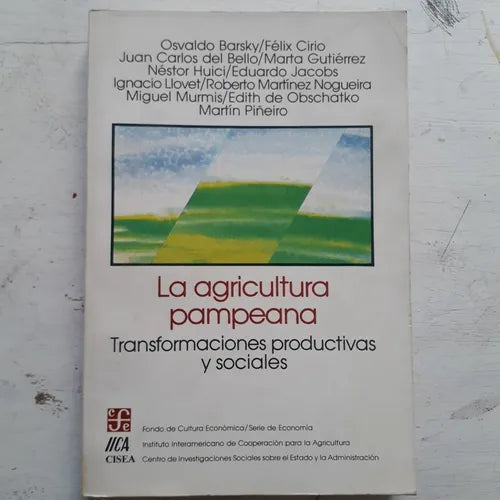 Osvaldo Barsky/Félix Cirio
Juan Carlos del Bello/Marta Gutiérrez
Néstor Huici/Eduardo Jacobs
Ignacio Llovet/Roberto Martínez Nogueira
Miguel Murmis/Edith de Obschatko
Martín Piñeiro
La agricultura
pampeana
Transformaciones productivas
y sociales
cfe Fondo de Cultura Económica/Serie de Economía
IICA Instituto Interamericano de Cooperación para la Agricultura
CISEA Centro de Investigaciones Sociales sobre el Estado y la Administración